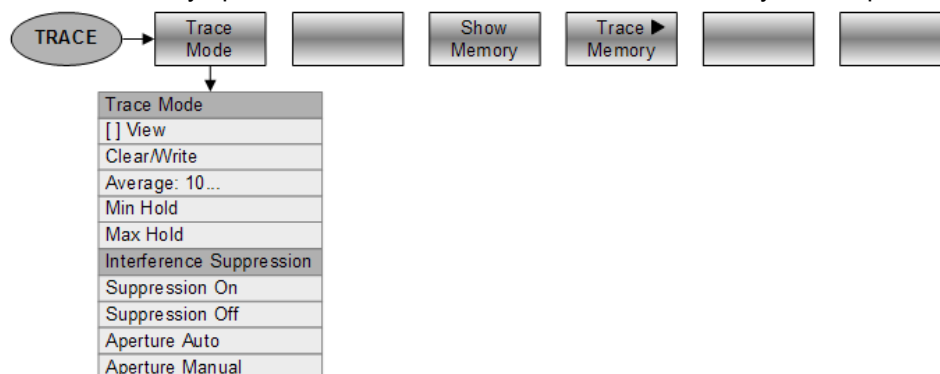 TRACE
Trace
Mode
Show
Memory
Trace ▶
Memory
Trace Mode
[ ] View
Clear/Write
Average: 10...
Min Hold
Max Hold
Interference Suppression
Suppression On
Suppression Off
Aperture Auto
Aperture Manual